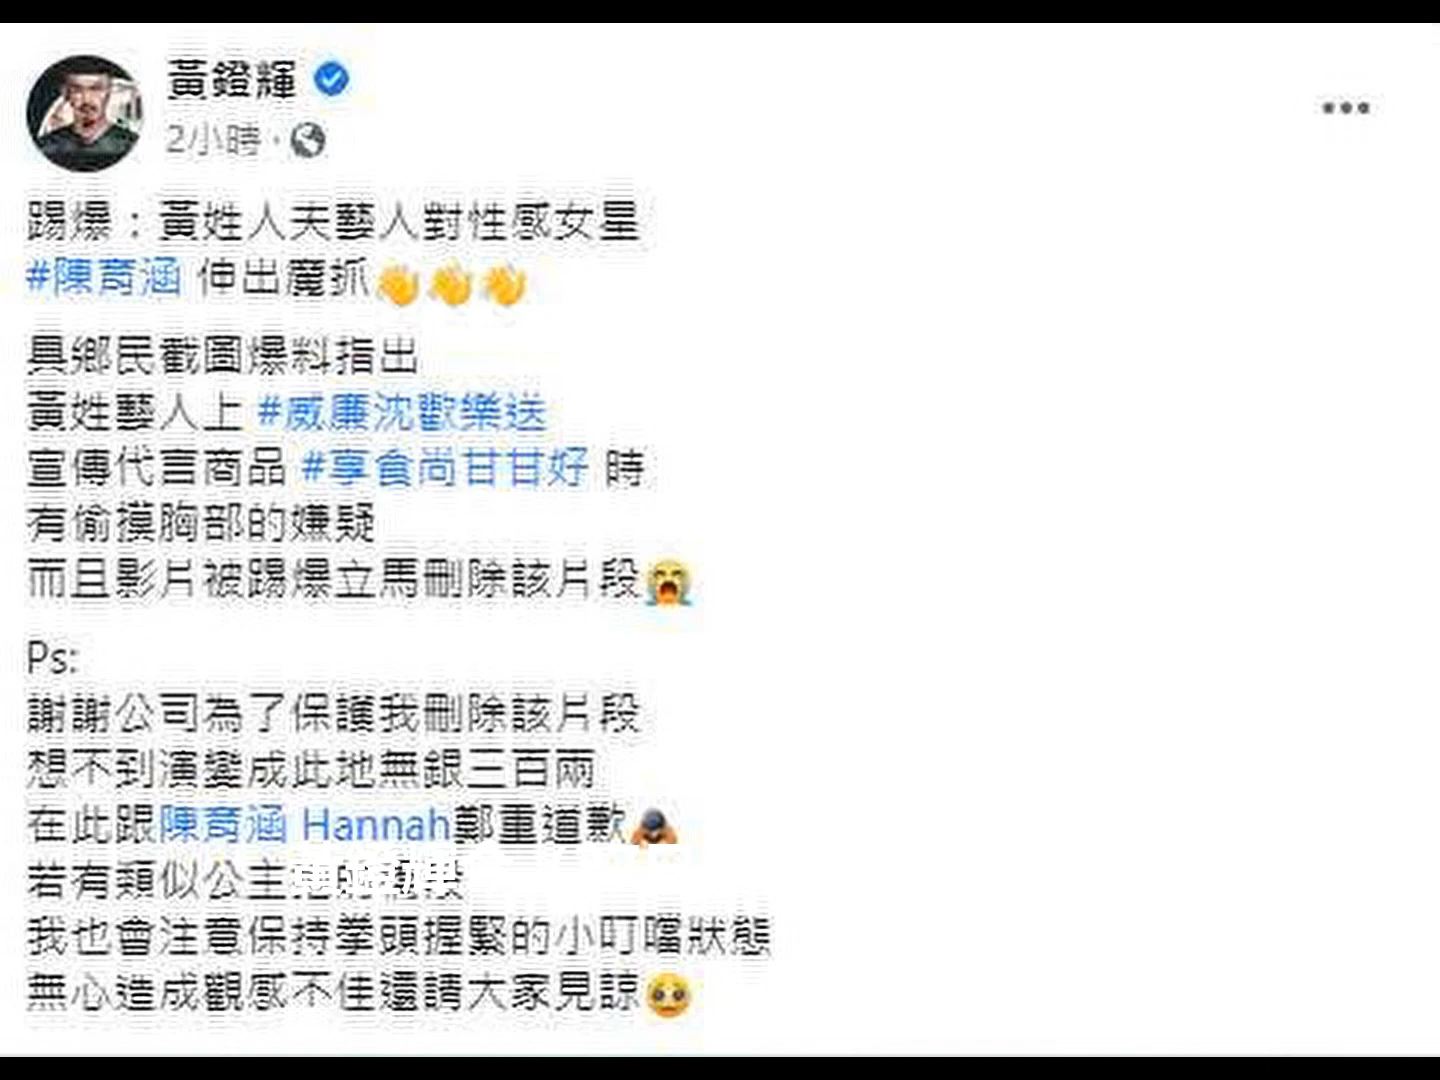 黃鐙輝
2小時
踢爆：黃姓人夫藝人對性感女星
#陳育涵 伸出魔抓👋👋👋
具鄉民截圖爆料指出
黃姓藝人上 #威廉沈歡樂送
宣傳代言商品 #享食尚甘甘好 時
有偷摸胸部的嫌疑
而且影片被踢爆立馬刪除該片段😭
Ps:
謝謝公司為了保護我刪除該片段
想不到演變成此地無銀三百兩
在此跟陳育涵 Hannah鄭重道歉
若有類似公主
我也會注意保持拳頭握緊的小叮噹狀態
無心造成觀感不佳還請大家見諒🥺